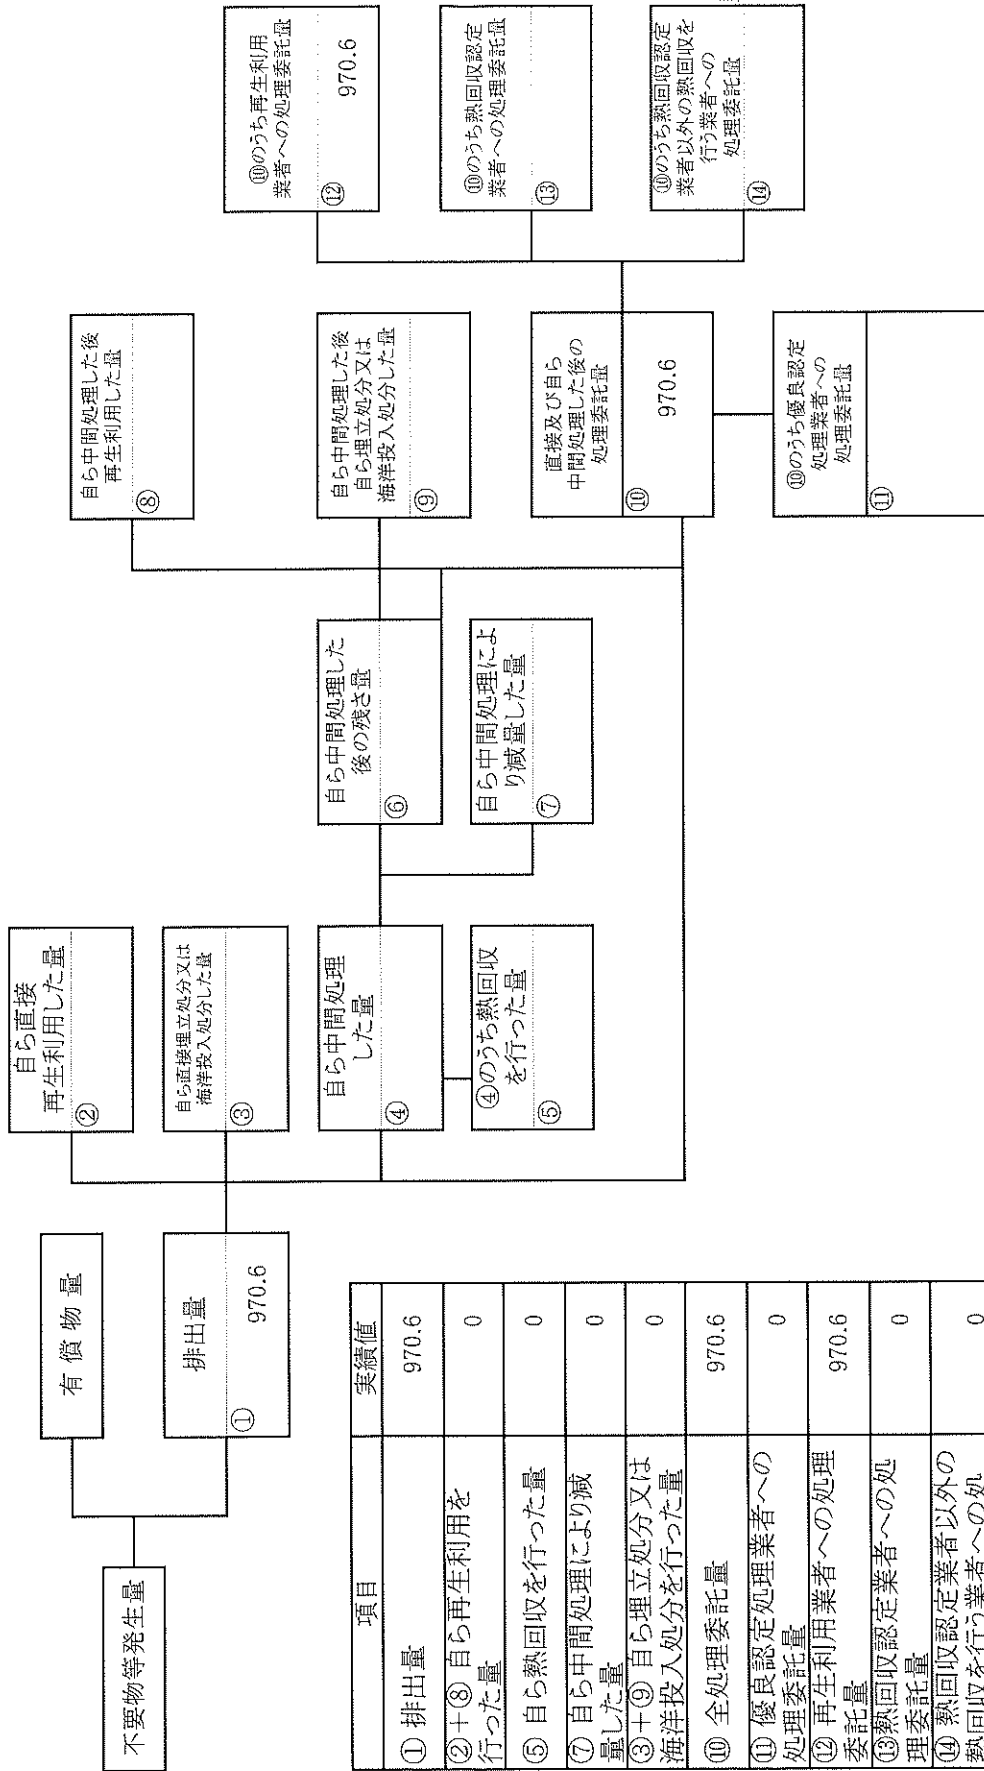 不要物等発生量
有償物量
排出量
①
970.6
自ら直接
再生利用した量
②
自ら直接埋立処分又は
海洋投入処分した量
③
自ら中間処理
した量
④
④のうち熱回収
を行った量
⑤
自ら中間処理した
後の残さ量
⑥
自ら中間処理によ
り減量した量
⑦
自ら中間処理した後
再生利用した量
⑧
自ら中間処理した後
自ら埋立処分又は
海洋投入処分した量
⑨
直接及び自ら
中間処理した後の
処理委託量
⑩
970.6
⑩のうち優良認定
処理業者への
処理委託量
⑪
⑩のうち再生利用
業者への処理委託量
⑫
970.6
⑩のうち熱回収認定
業者への処理委託量
⑬
⑩のうち熱回収認定
業者以外の熱回収を
行う業者への
処理委託量
⑭
項目 実績値
①排出量 970.6
②+⑧自ら再生利用を
行った量 0
⑤自ら熱回収を行った量 0
⑦自ら中間処理により減
量した量 0
③+⑨自ら埋立処分又は
海洋投入処分を行った量 0
⑩全処理委託量 970.6
⑪優良認定処理業者への
処理委託量 0
⑫再生利用業者への処理
委託量 970.6
⑬熱回収認定業者への処
理委託量 0
⑭熱回収認定業者以外の
熱回収を行う業者への処 0